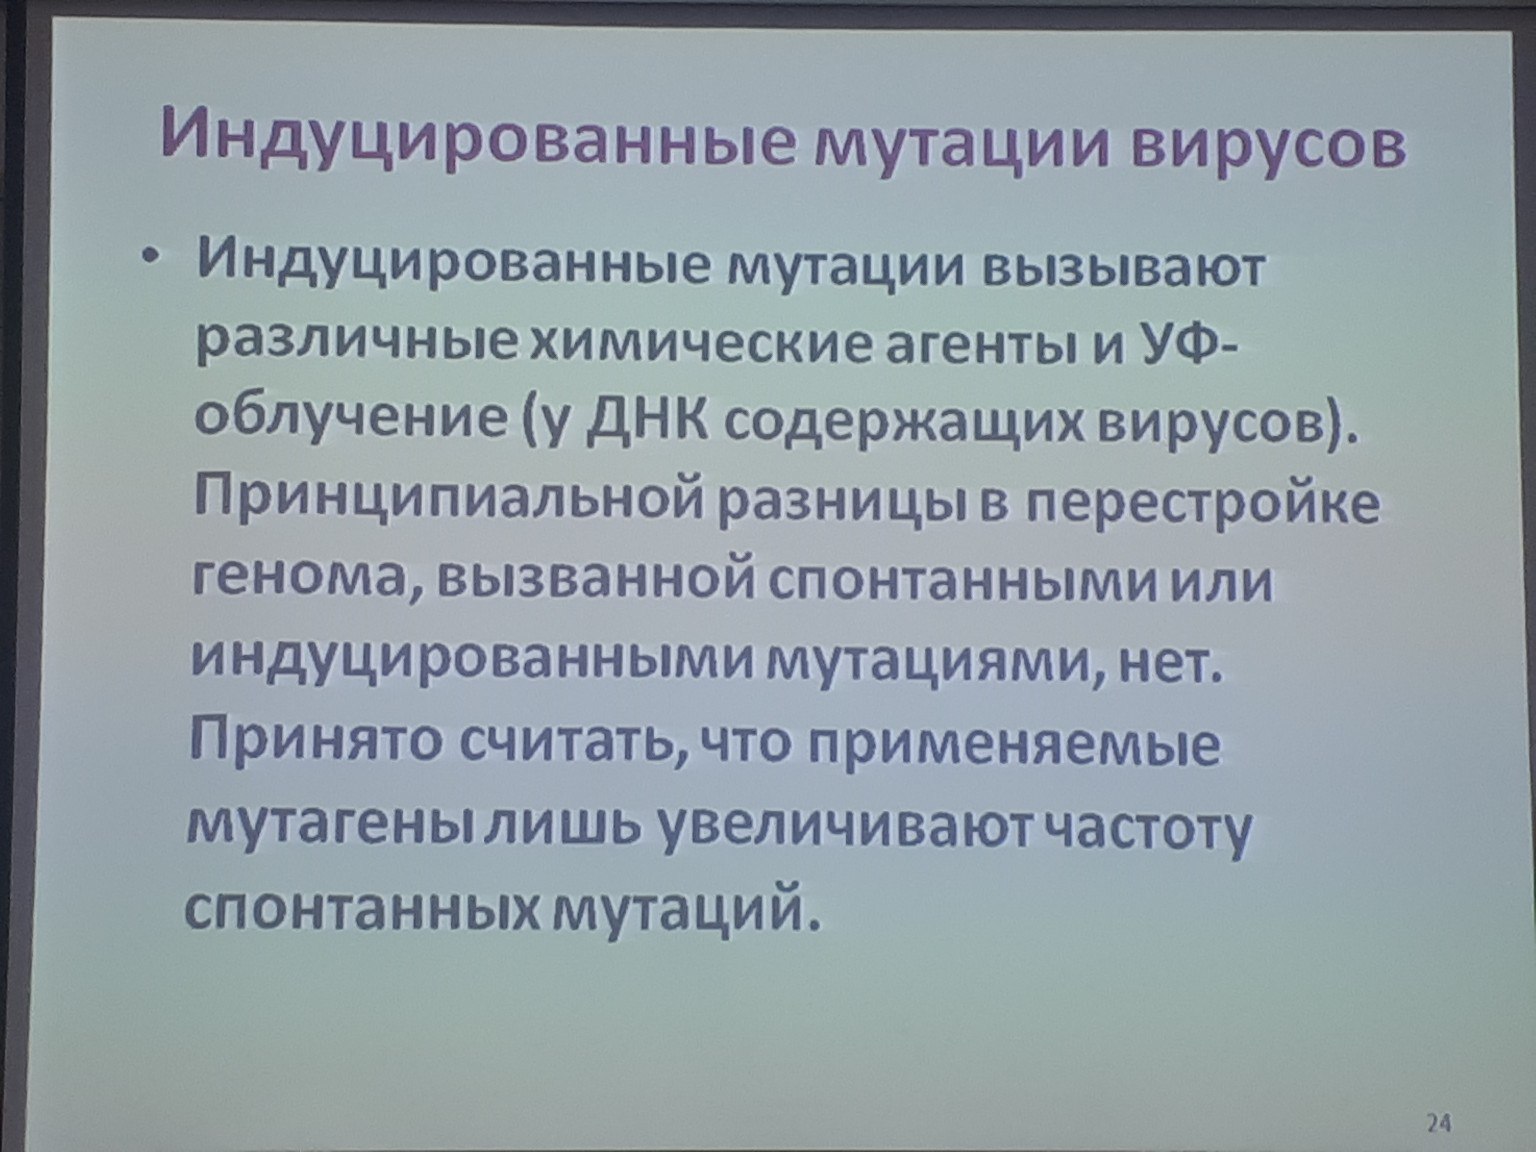 Индуцированные мутации вирусов
• Индуцированные мутации вызывают
различные химические агенты и УФ-
облучение (у ДНК содержащих вирусов).
Принципиальной разницы в перестройке
генома, вызванной спонтанными или
индуцированными мутациями, нет.
Принято считать, что применяемые
мутагены лишь увеличивают частоту
спонтанных мутаций.
24